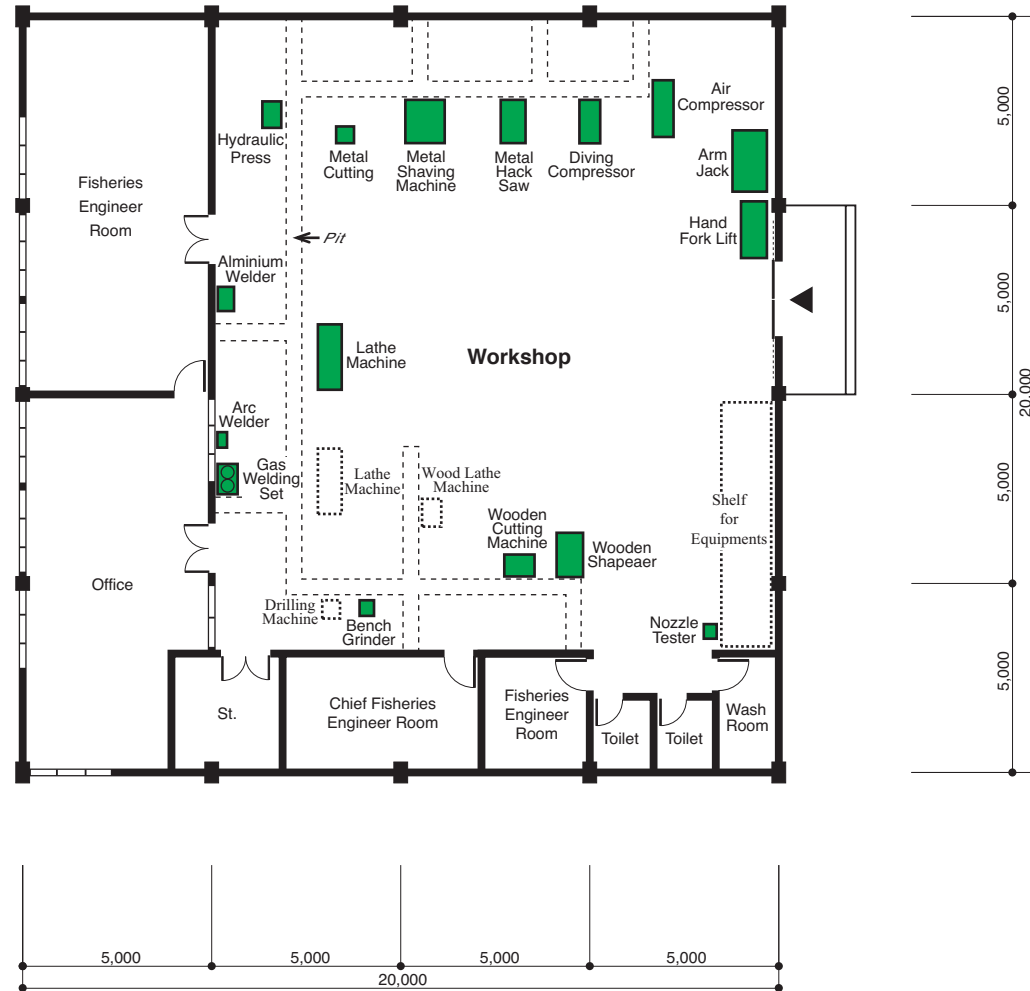 Air
Compressor
5,000
Hydraulic
Press
Metal
Cutting
Metal
Shaving
Machine
Metal
Hack
Saw
Diving
Compressor
Arm
Jack
Fisheries
Engineer
Room
Hand
Fork Lift
Pit
Alminium
Welder
5,000
Lathe
Machine
Workshop
20,000
Arc
Welder
Gas
Welding
Set
Lathe
Machine
Wood Lathe
Machine
Shelf
for
Equipments
5,000
Wooden
Cutting
Machine
Wooden
Shapeaer
Office
Drilling
Machine
Bench
Grinder
Nozzle
Tester
5,000
St.
Chief Fisheries
Engineer Room
Fisheries
Engineer
Room
Toilet
Toilet
Wash
Room
5,000
5,000
5,000
5,000
20,000